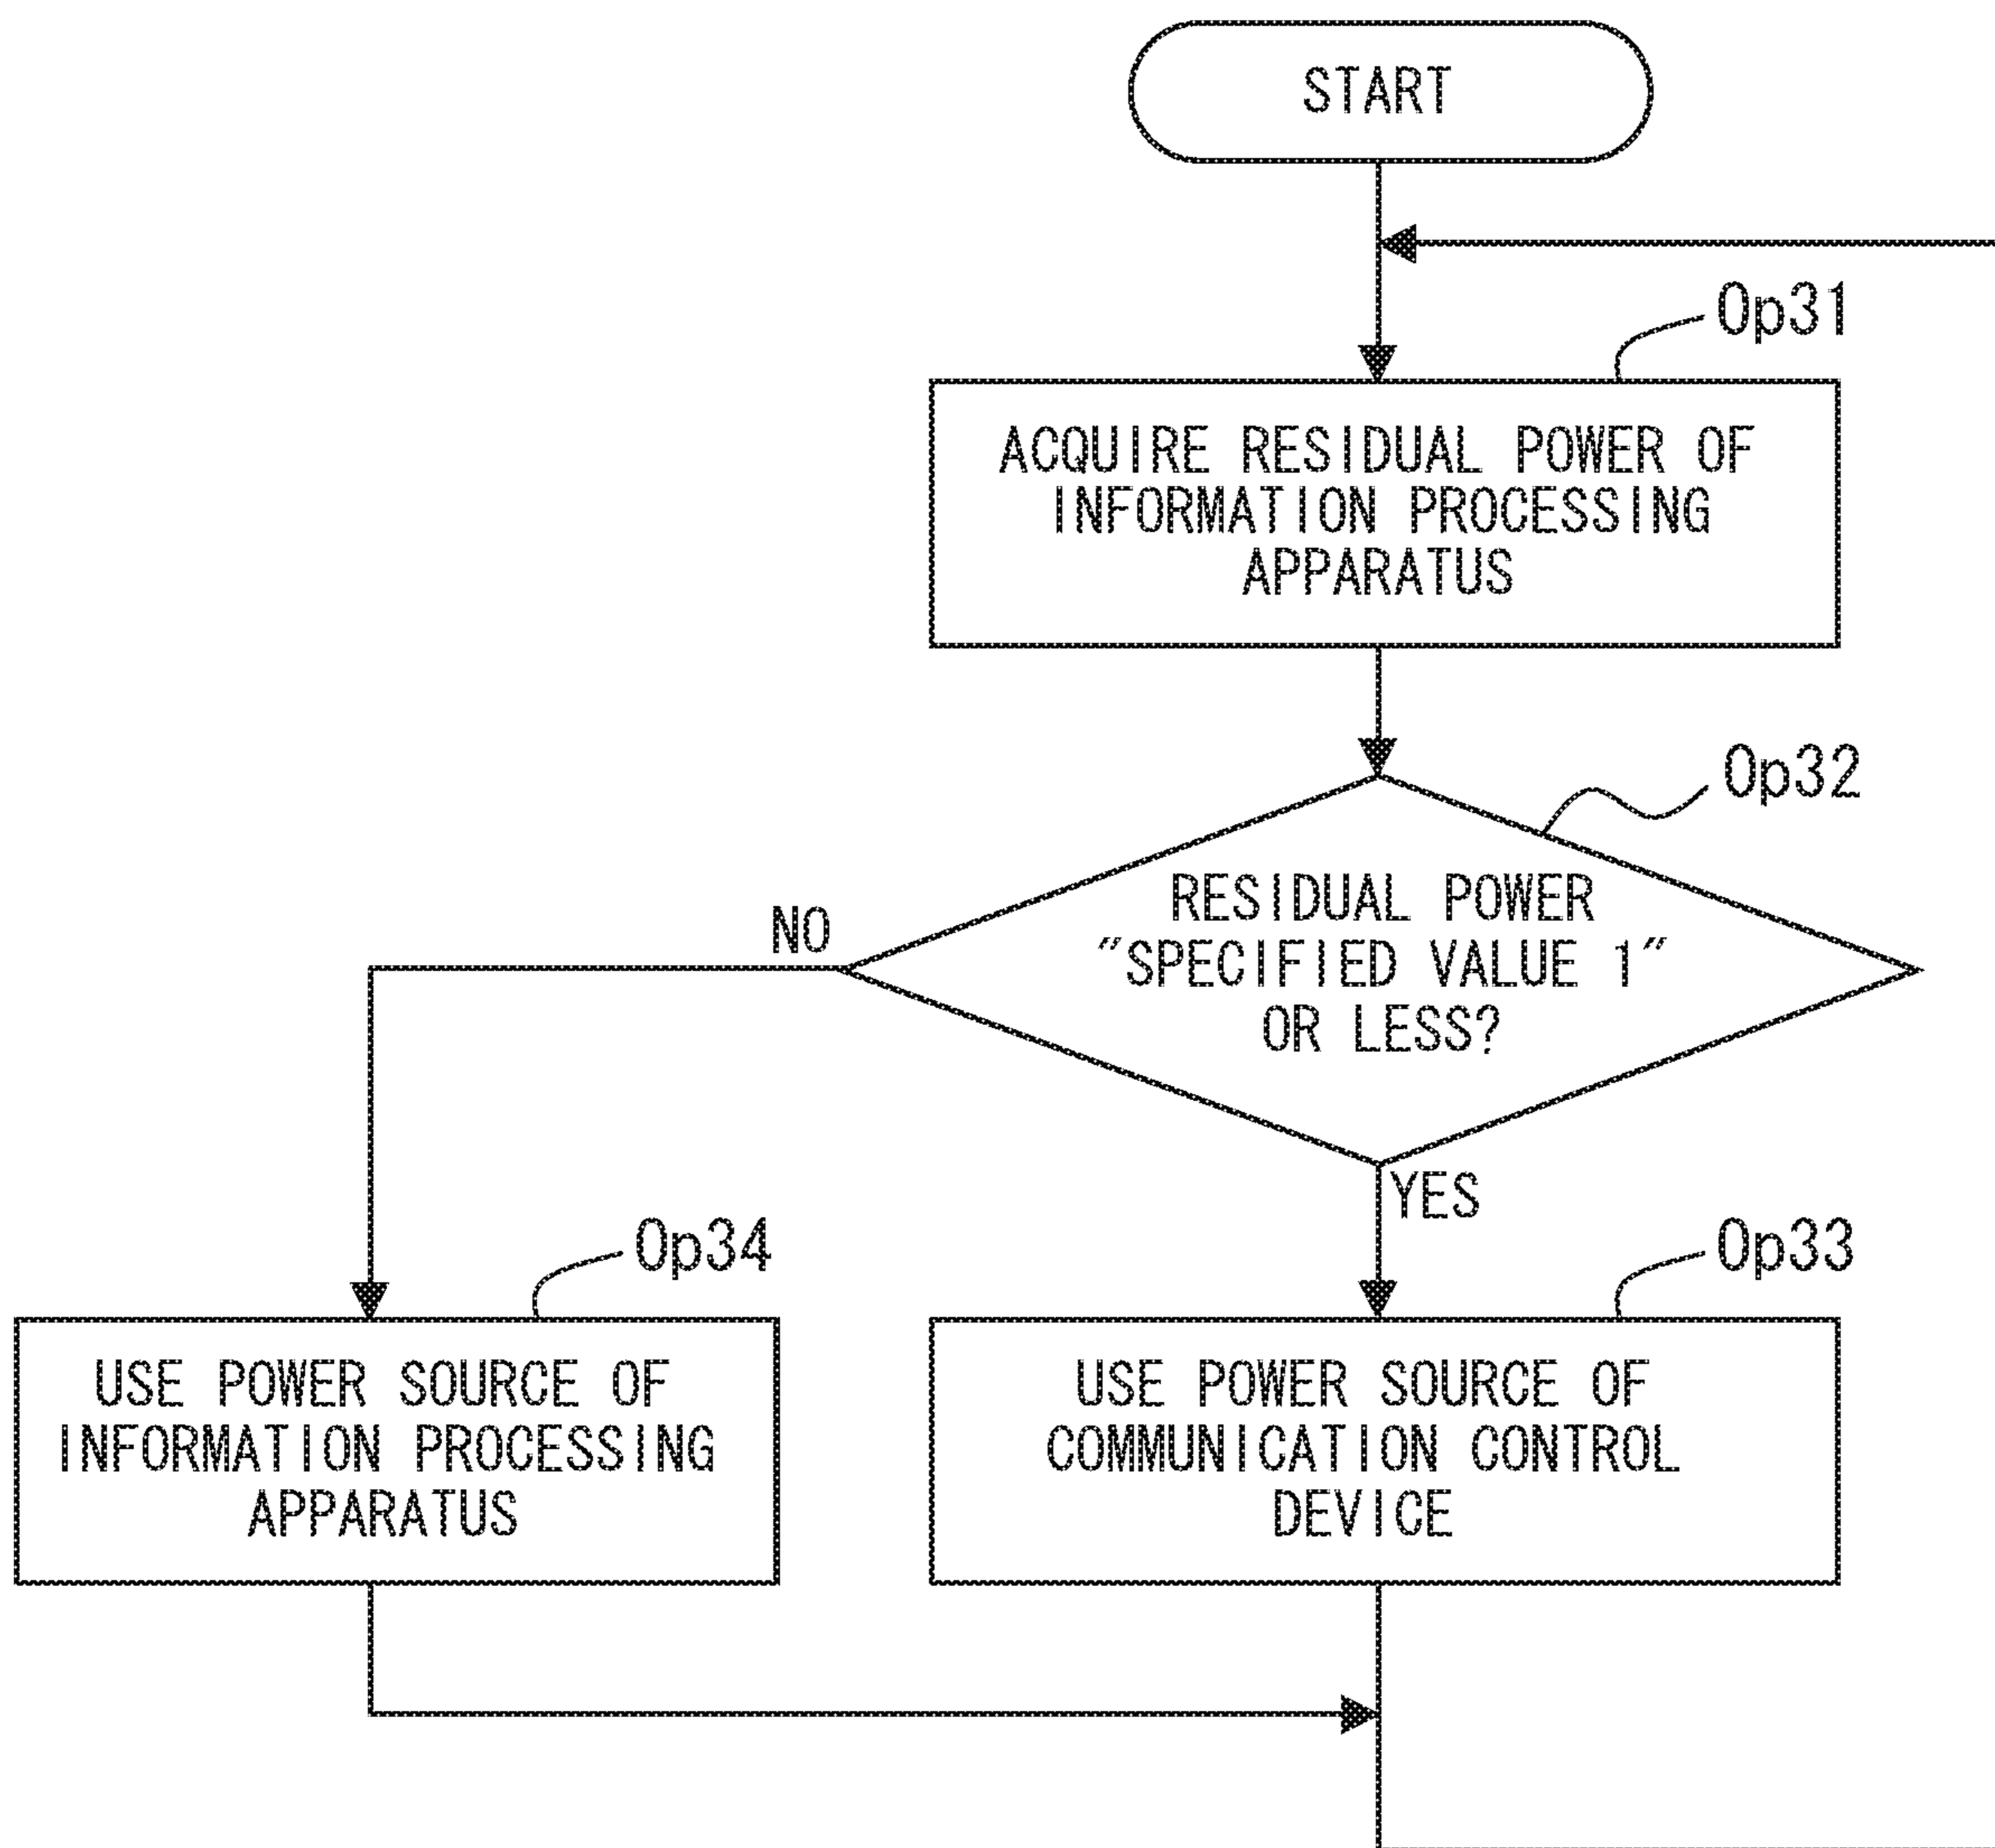 START
Op31
ACQUIRE RESIDUAL POWER OF
INFORMATION PROCESSING
APPARATUS
Op32
RESIDUAL POWER
"SPECIFIED VALUE 1"
OR LESS?
NO
YES
Op34
Op33
USE POWER SOURCE OF
INFORMATION PROCESSING
APPARATUS
USE POWER SOURCE OF
COMMUNICATION CONTROL
DEVICE